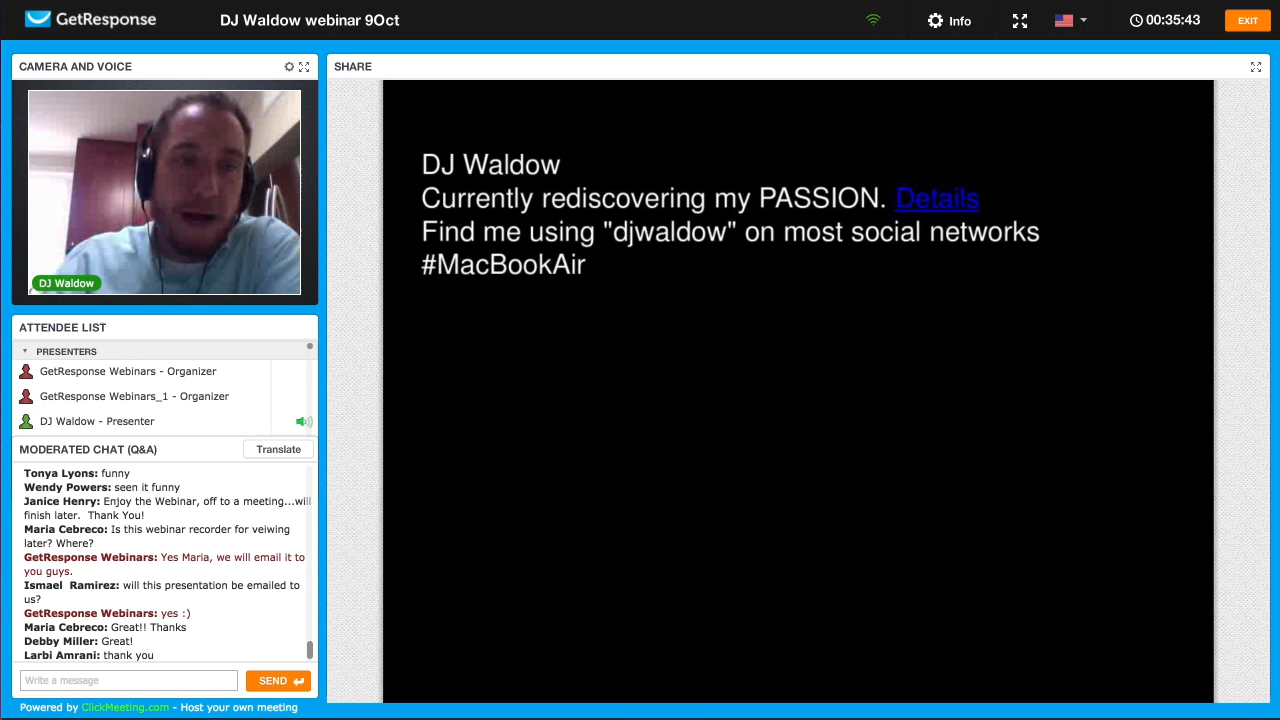 GetResponse
DJ Waldow webinar 9Oct
Info
00:35:43
EXIT
CAMERA AND VOICE
DJ Waldow
SHARE
DJ Waldow
Currently rediscovering my PASSION. Details
Find me using "djwaldow" on most social networks
#MacBookAir
ATTENDEE LIST
PRESENTERS
GetResponse Webinars - Organizer
GetResponse Webinars_1 - Organizer
DJ Waldow - Presenter
MODERATED CHAT (Q&A)
Translate
Tonya Lyons: funny
Wendy Powers: seen it funny
Janice Henry: Enjoy the Webinar, off to a meeting...will
finish later. Thank You!
Maria Cebreco: Is this webinar recorder for veiwing
later? Where?
GetResponse Webinars: Yes Maria, we will email it to
you guys.
Ismael Ramirez: will this presentation be emailed to
us?
GetResponse Webinars: yes :)
Maria Cebreco: Great!! Thanks
Debby Miller: Great!
Larbi Amrani: thank you
Write a message
SEND
Powered by ClickMeeting.com - Host your own meeting